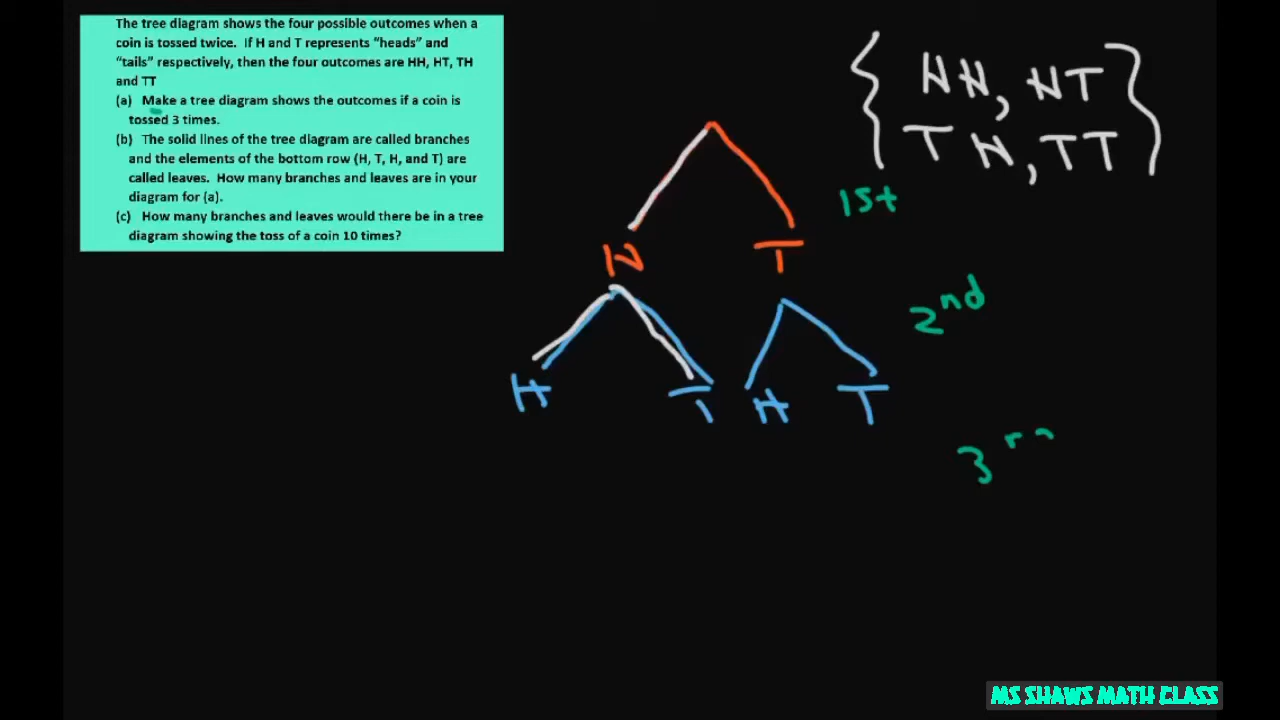 The tree diagram shows the four possible outcomes when a
coin is tossed twice. If H and T represents “heads” and
“tails” respectively, then the four outcomes are HH, HT, TH
and TT
(a) Make a tree diagram shows the outcomes if a coin is
tossed 3 times.
(b) The solid lines of the tree diagram are called branches
and the elements of the bottom row (H, T, H, and T) are
called leaves. How many branches and leaves are in your
diagram for (a).
(c) How many branches and leaves would there be in a tree
diagram showing the toss of a coin 10 times?
{ HH, HT
TH, TT }
1st
H T
2nd
H T H T
3r
MS SHAWS MATH CLASS